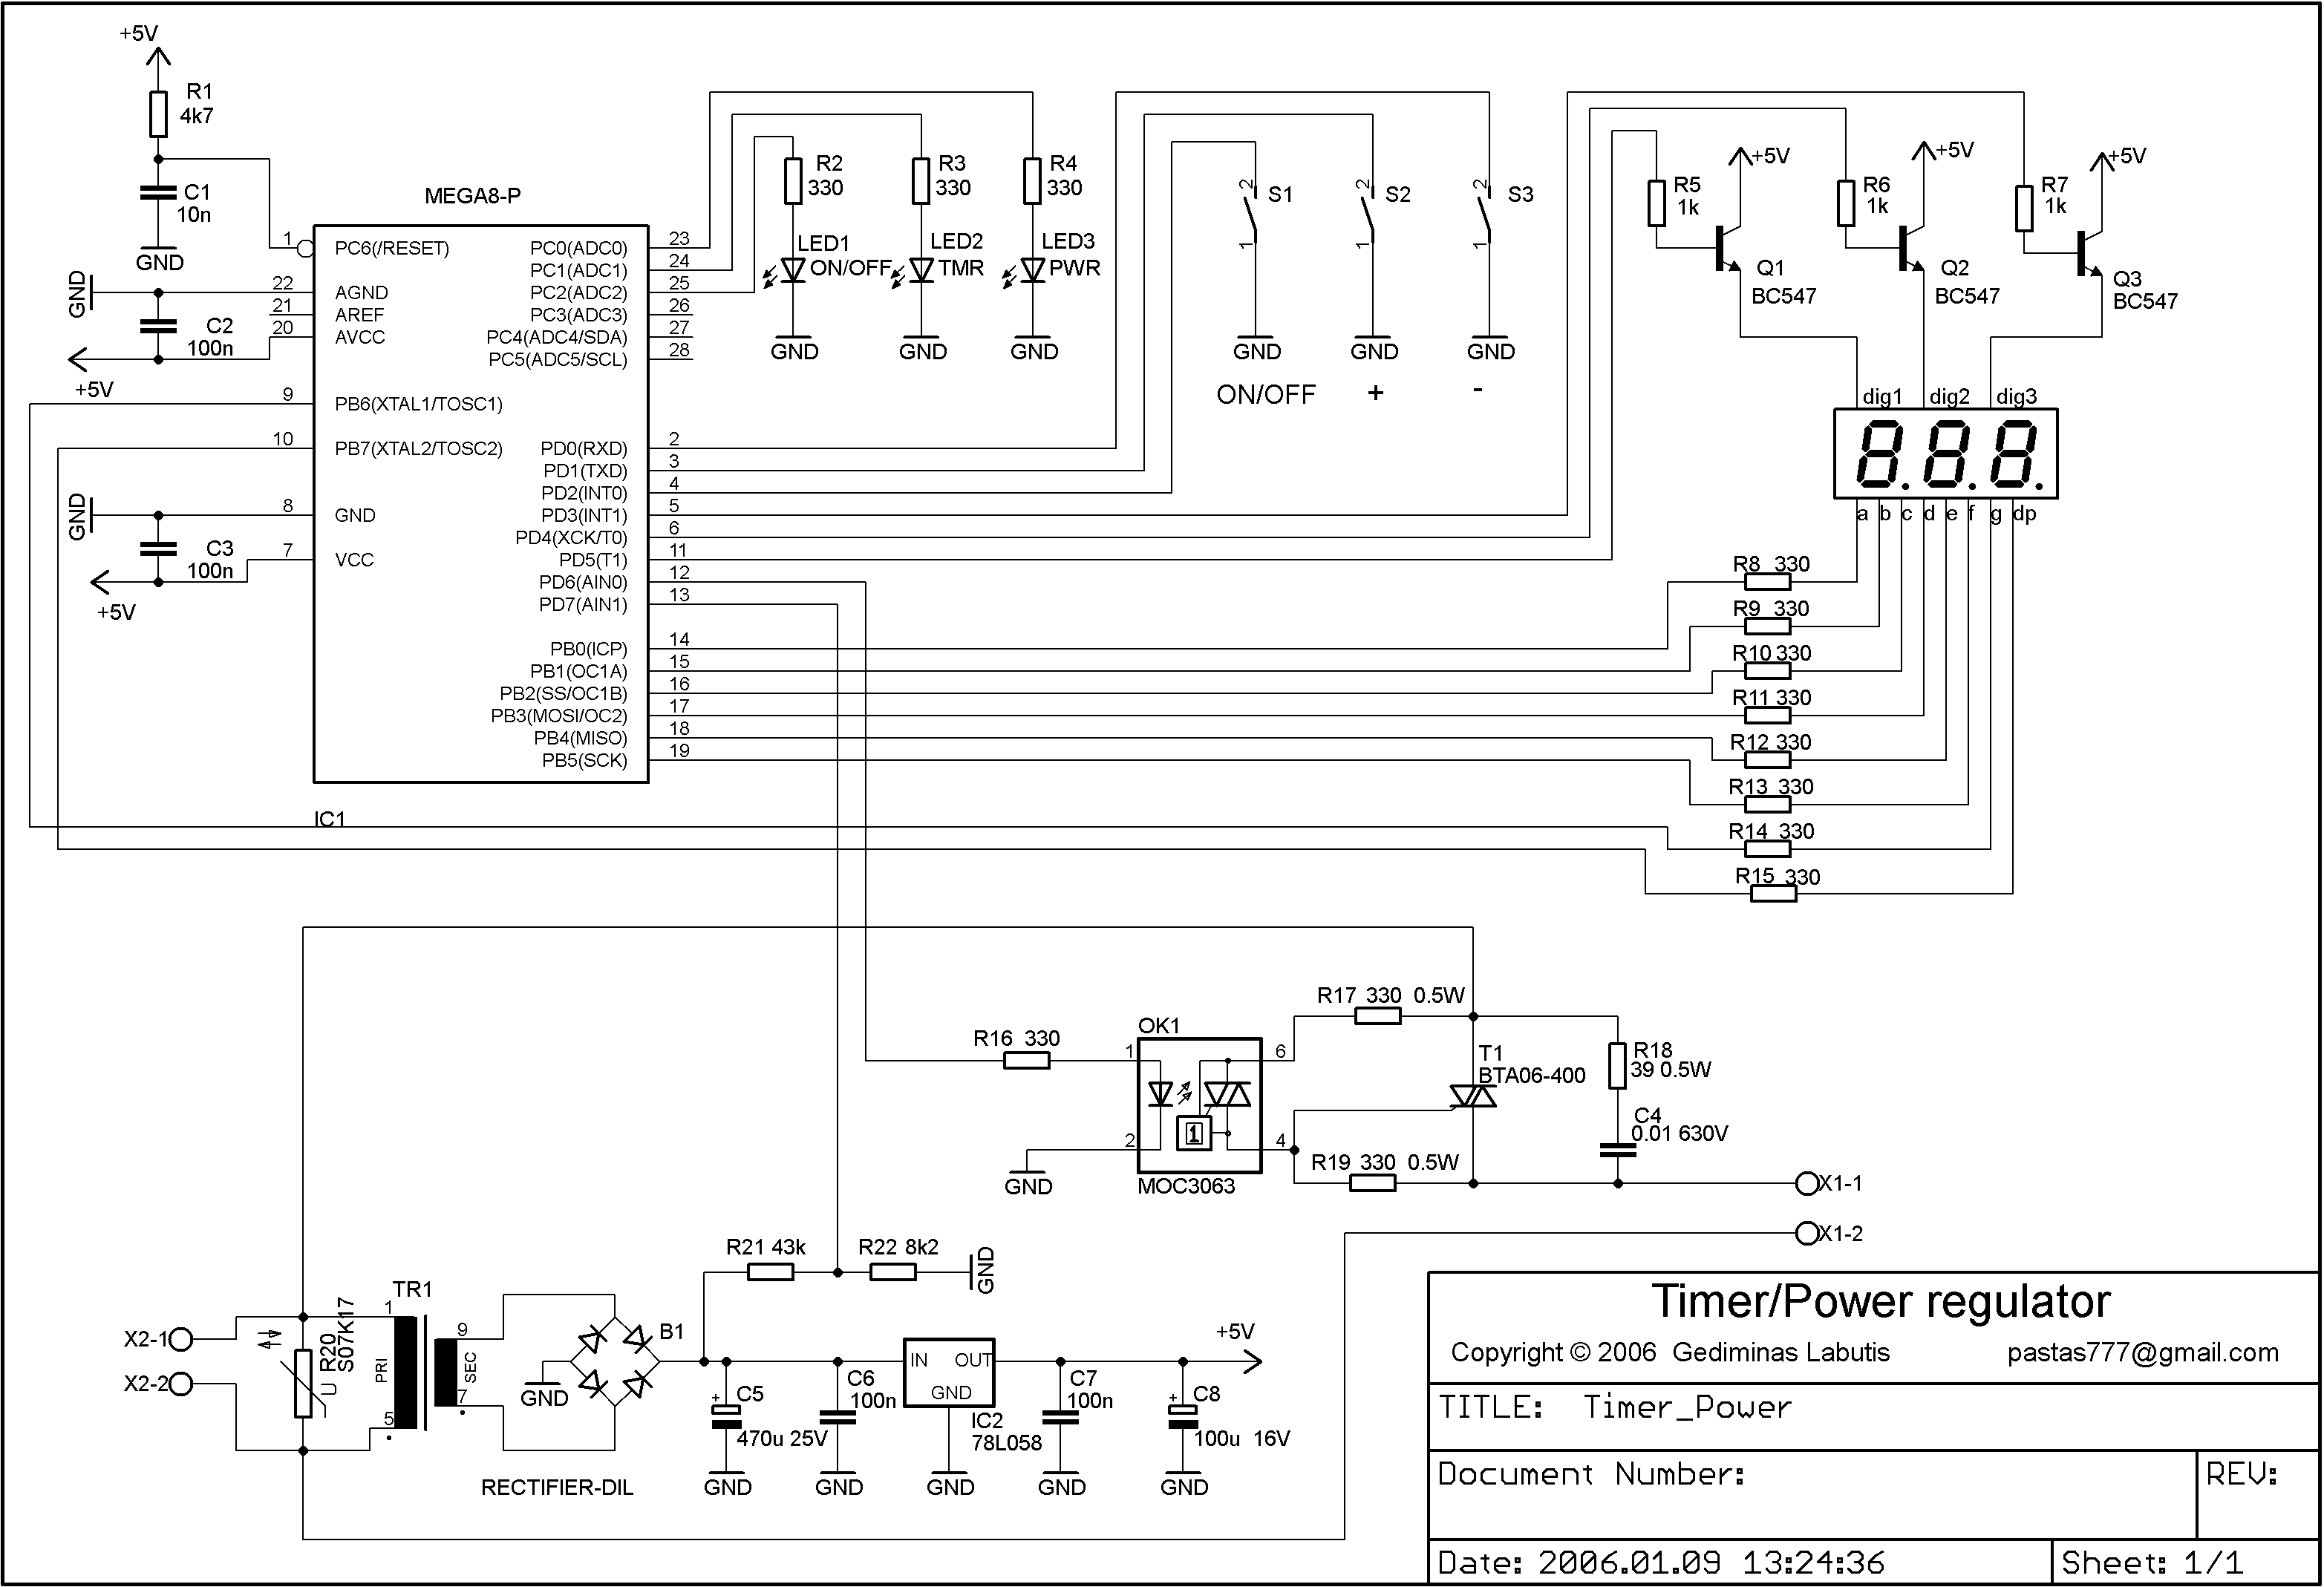 +5V
R1
4k7
C1
10n
GND
MEGA8-P
1 PC6(/RESET)
22 AGND
21 AREF
20 AVCC
GND
C2
100n
+5V
9 PB6(XTAL1/TOSC1)
10 PB7(XTAL2/TOSC2)
8 GND
7 VCC
GND
C3
100n
+5V
IC1
PC0(ADC0) 23
PC1(ADC1) 24
PC2(ADC2) 25
PC3(ADC3) 26
PC4(ADC4/SDA) 27
PC5(ADC5/SCL) 28
PD0(RXD) 2
PD1(TXD) 3
PD2(INT0) 4
PD3(INT1) 5
PD4(XCK/T0) 6
PD5(T1) 11
PD6(AIN0) 12
PD7(AIN1) 13
PB0(ICP) 14
PB1(OC1A) 15
PB2(SS/OC1B) 16
PB3(MOSI/OC2) 17
PB4(MISO) 18
PB5(SCK) 19
R2
330
LED1
ON/OFF
GND
R3
330
LED2
TMR
GND
R4
330
LED3
PWR
GND
2 S1
1
GND
ON/OFF
2 S2
1
GND
+
2 S3
1
GND
-
R5
1k
+5V
Q1
BC547
R6
1k
+5V
Q2
BC547
R7
1k
+5V
Q3
BC547
dig1 dig2 dig3
8.8.8.
a b c d e f g dp
R8 330
R9 330
R10 330
R11 330
R12 330
R13 330
R14 330
R15 330
R16 330
OK1
1 6
2 4
1
MOC3063
GND
R17 330 0.5W
T1
BTA06-400
R18
39 0.5W
C4
0.01 630V
R19 330 0.5W
X1-1
X1-2
X2-1
X2-2
R20
S07K17
U
TR1
1
5
PRI
9
7
SEC
RECTIFIER-DIL
B1
GND
R21 43k
R22 8k2
GND
C5
470u 25V
GND
C6
100n
GND
IN OUT
GND
IC2
78L058
GND
C7
100n
GND
C8
100u 16V
GND
+
+
+5V
Timer/Power regulator
Copyright © 2006 Gediminas Labutis pastas777@gmail.com
TITLE: Timer_Power
Document Number:
REV:
Date: 2006.01.09 13:24:36
Sheet: 1/1